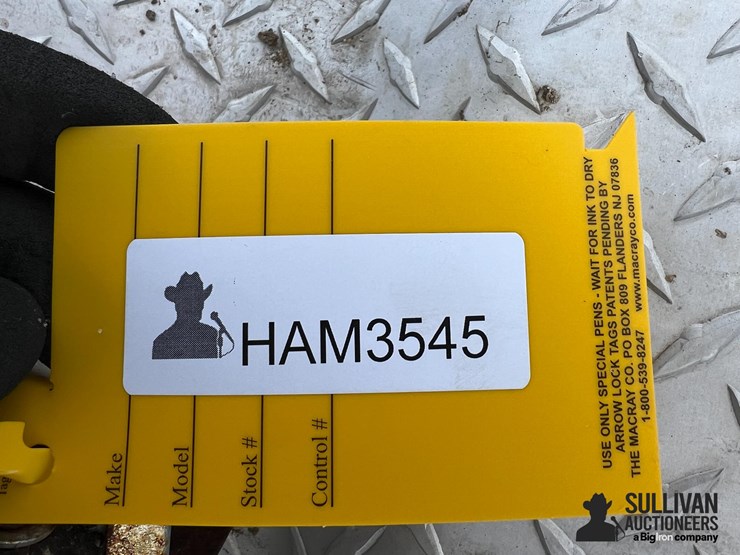 HAM3545
Make
Model
Stock #
Control #
USE ONLY SPECIAL PENS - WAIT FOR INK TO DRY
ARROW LOCK TAGS PATENTS PENDING BY
THE MACRAY CO. PO BOX 809 FLANDERS NJ 07836
1-800-539-8247 www.macrayco.com
Tag
SULLIVAN
AUCTIONEERS
a BigIron company